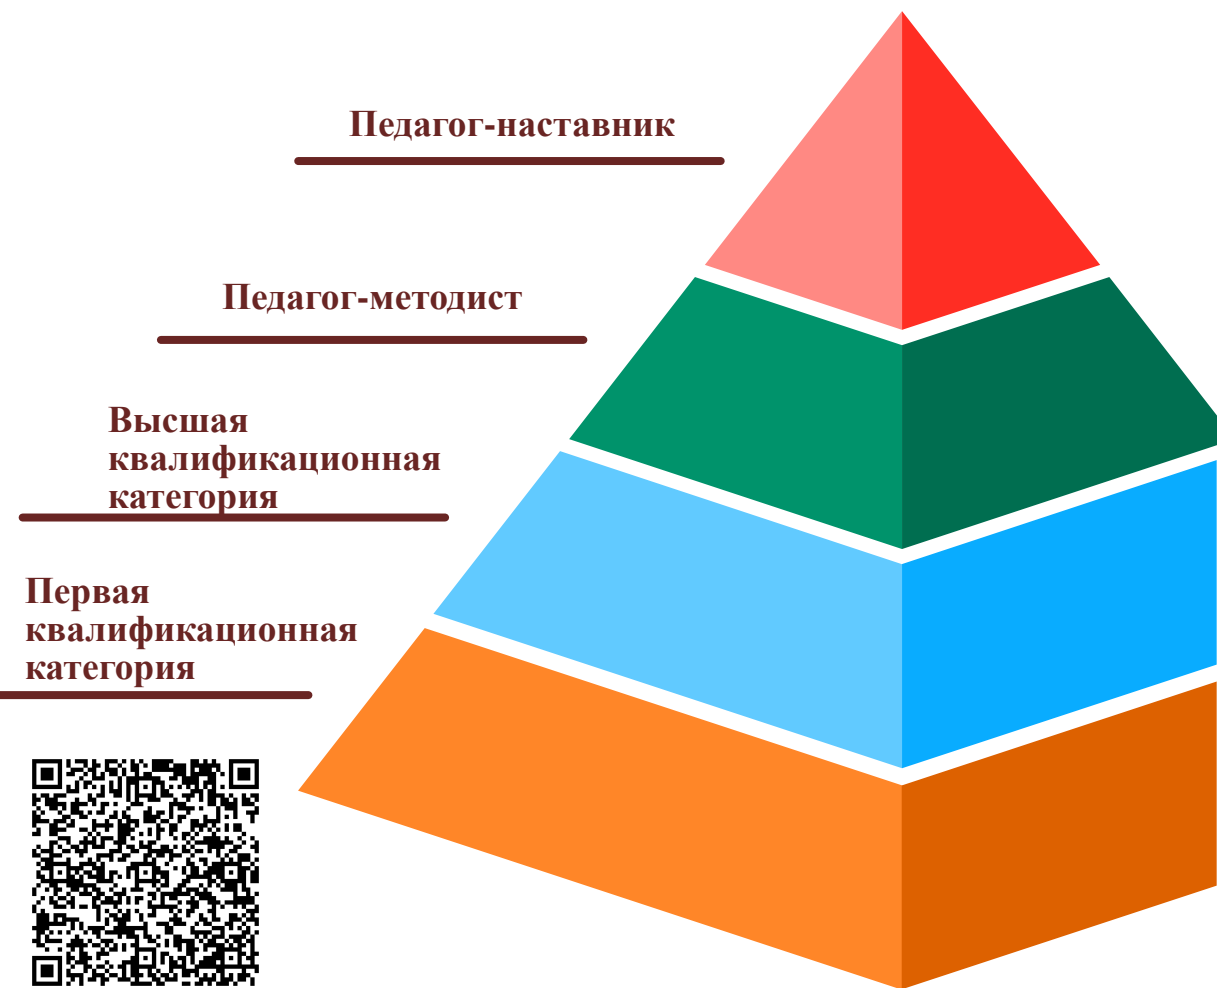 Педагог-наставник
Педагог-методист
Высшая
квалификационная
категория
Первая
квалификационная
категория